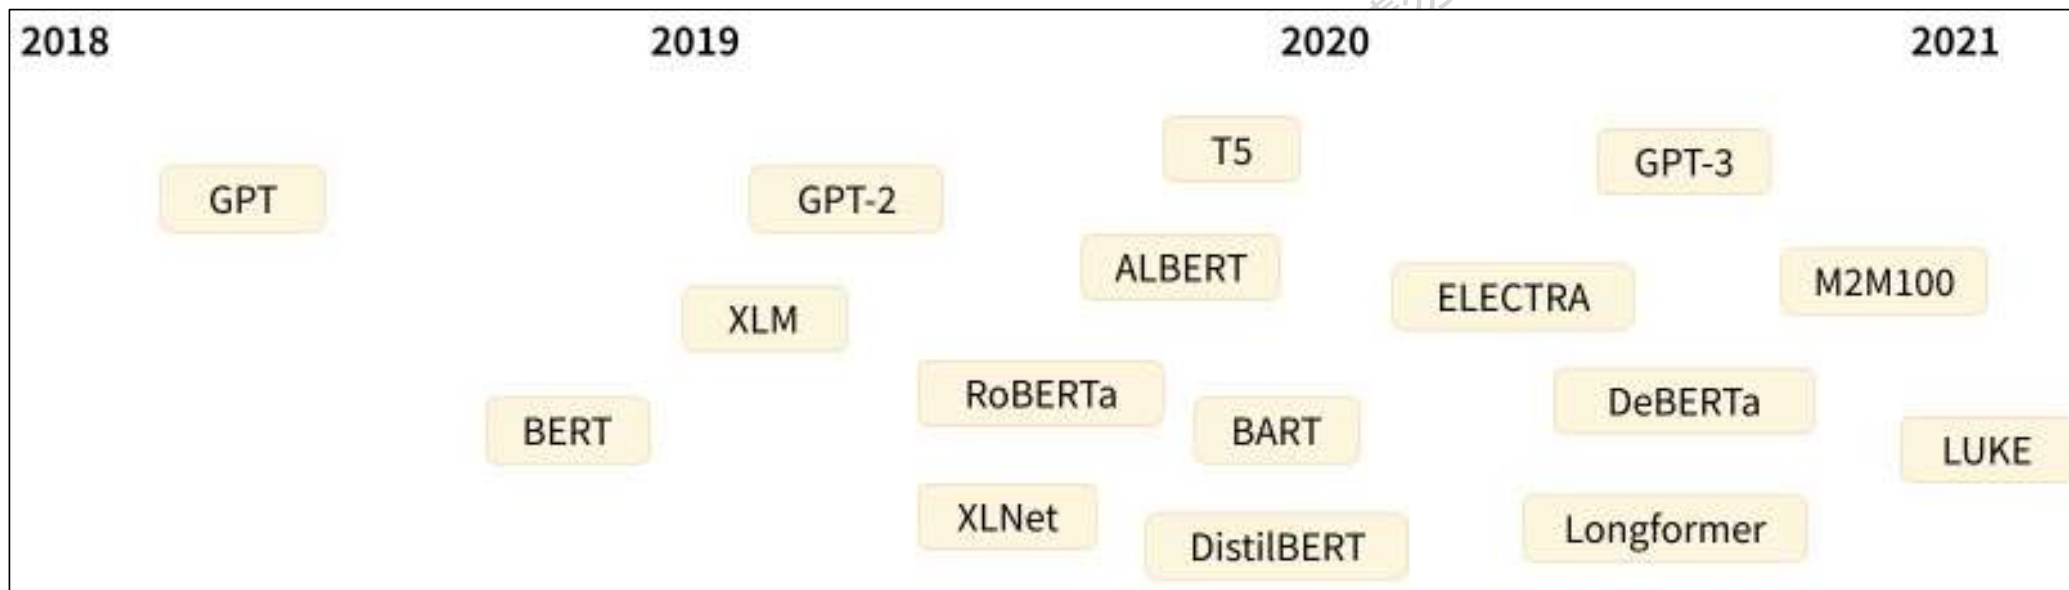 2018 2019 2020 2021
T5
GPT-3
GPT GPT-2
ALBERT
M2M100
ELECTRA
XLM
RoBERTa
DeBERTa
BERT BART
LUKE
XLNet
Longformer
DistilBERT